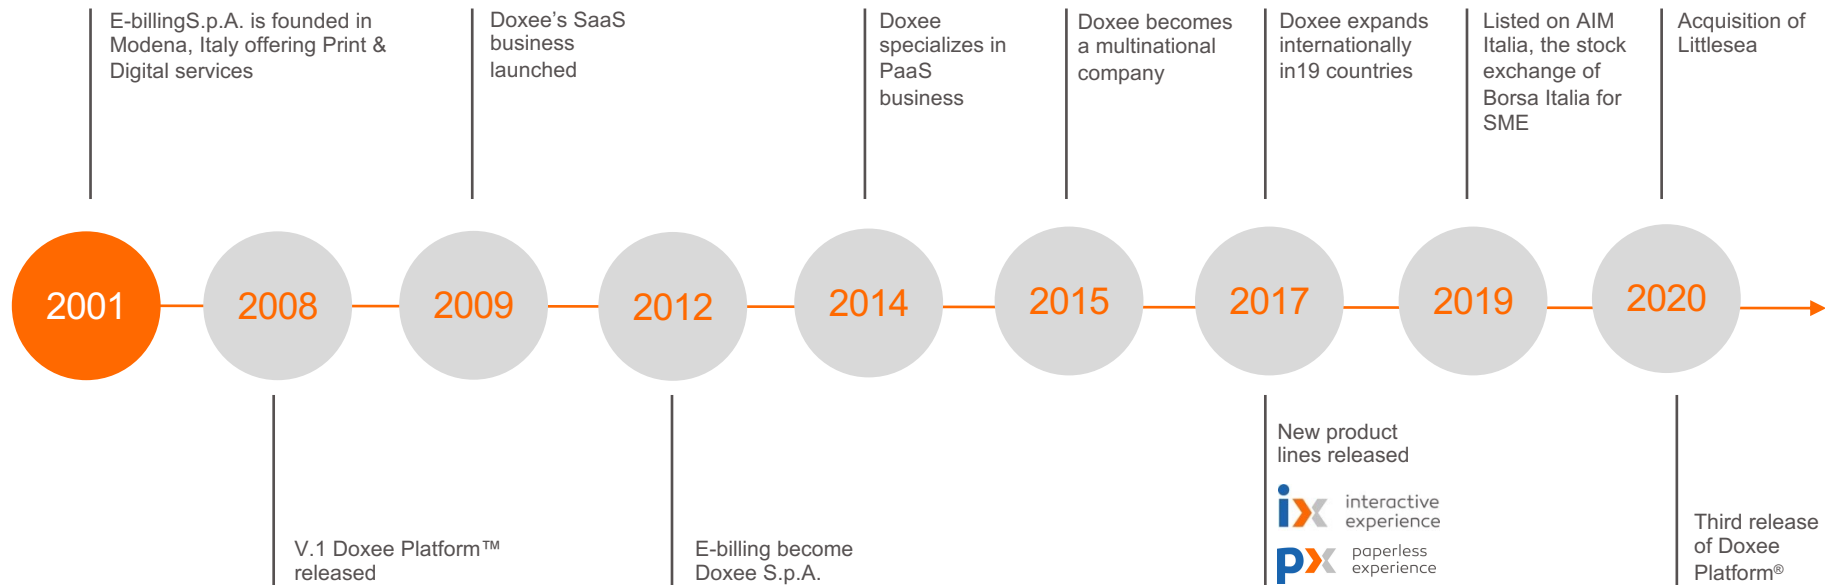 E-billingS.p.A. is founded in
Modena, Italy offering Print &
Digital services
Doxee's SaaS
business
launched
Doxee
specializes in
PaaS
business
Doxee becomes
a multinational
company
Doxee expands
internationally
in19 countries
Listed on AIM
Italia, the stock
exchange of
Borsa Italia for
SME
Acquisition of
Littlesea
2001
2008
2009
2012
2014
2015
2017
2019
2020
V.1 Doxee Platform™
released
E-billing become
Doxee S.p.A.
New product
lines released
ix interactive
experience
px paperless
experience
Third release
of Doxee
Platform®